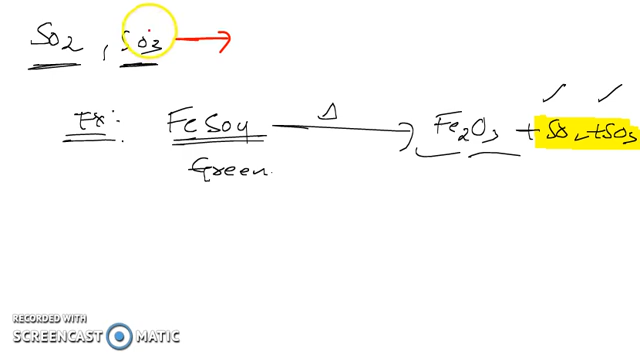 SO2, SO3 →
Ex: FeSO4 —Δ→ Fe2O3 + SO2 + SO3
Green.
RECORDED WITH
SCREENCAST MATIC